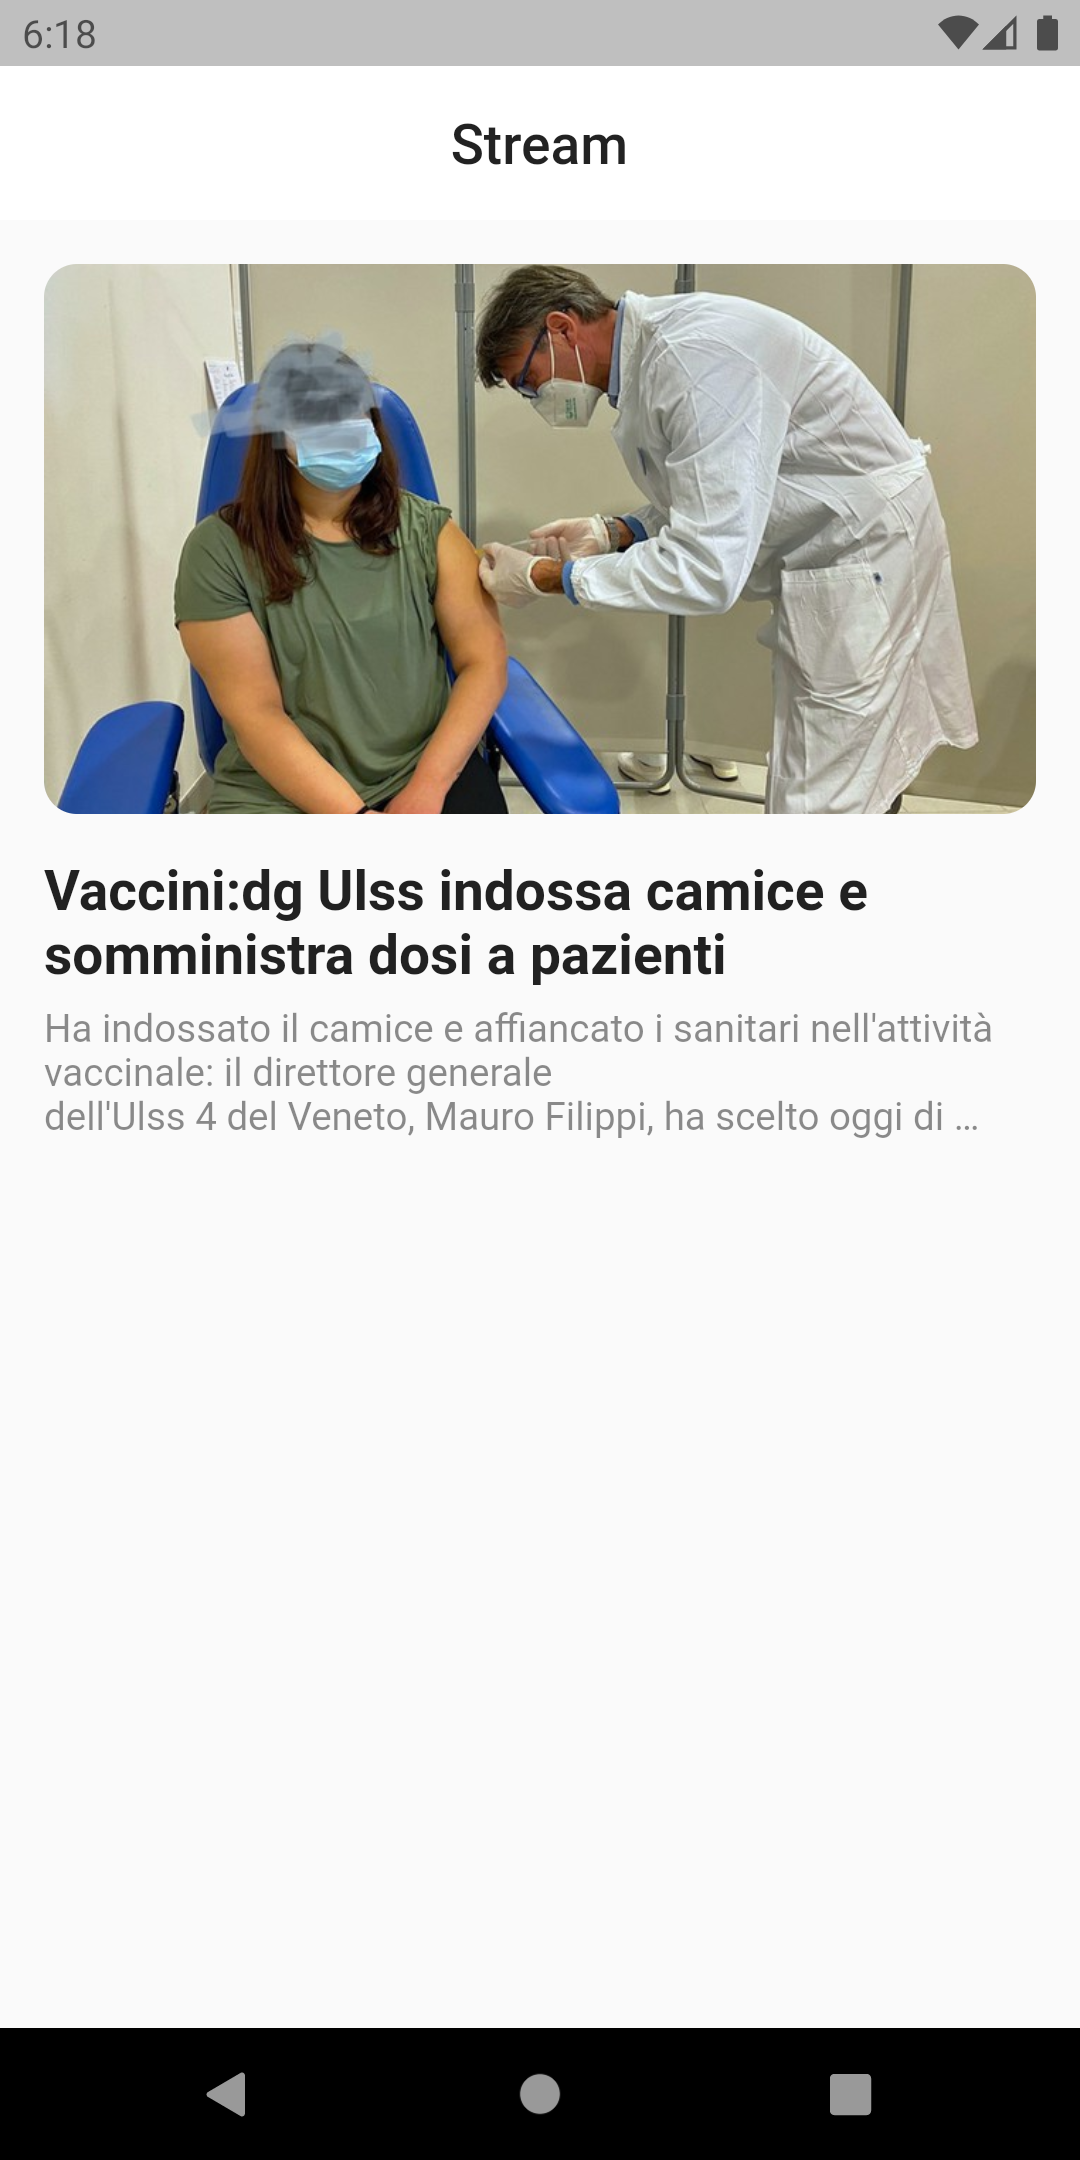 6:18
Stream
Vaccini:dg Ulss indossa camice e
somministra dosi a pazienti
Ha indossato il camice e affiancato i sanitari nell'attività
vaccinale: il direttore generale
dell'Ulss 4 del Veneto, Mauro Filippi, ha scelto oggi di …